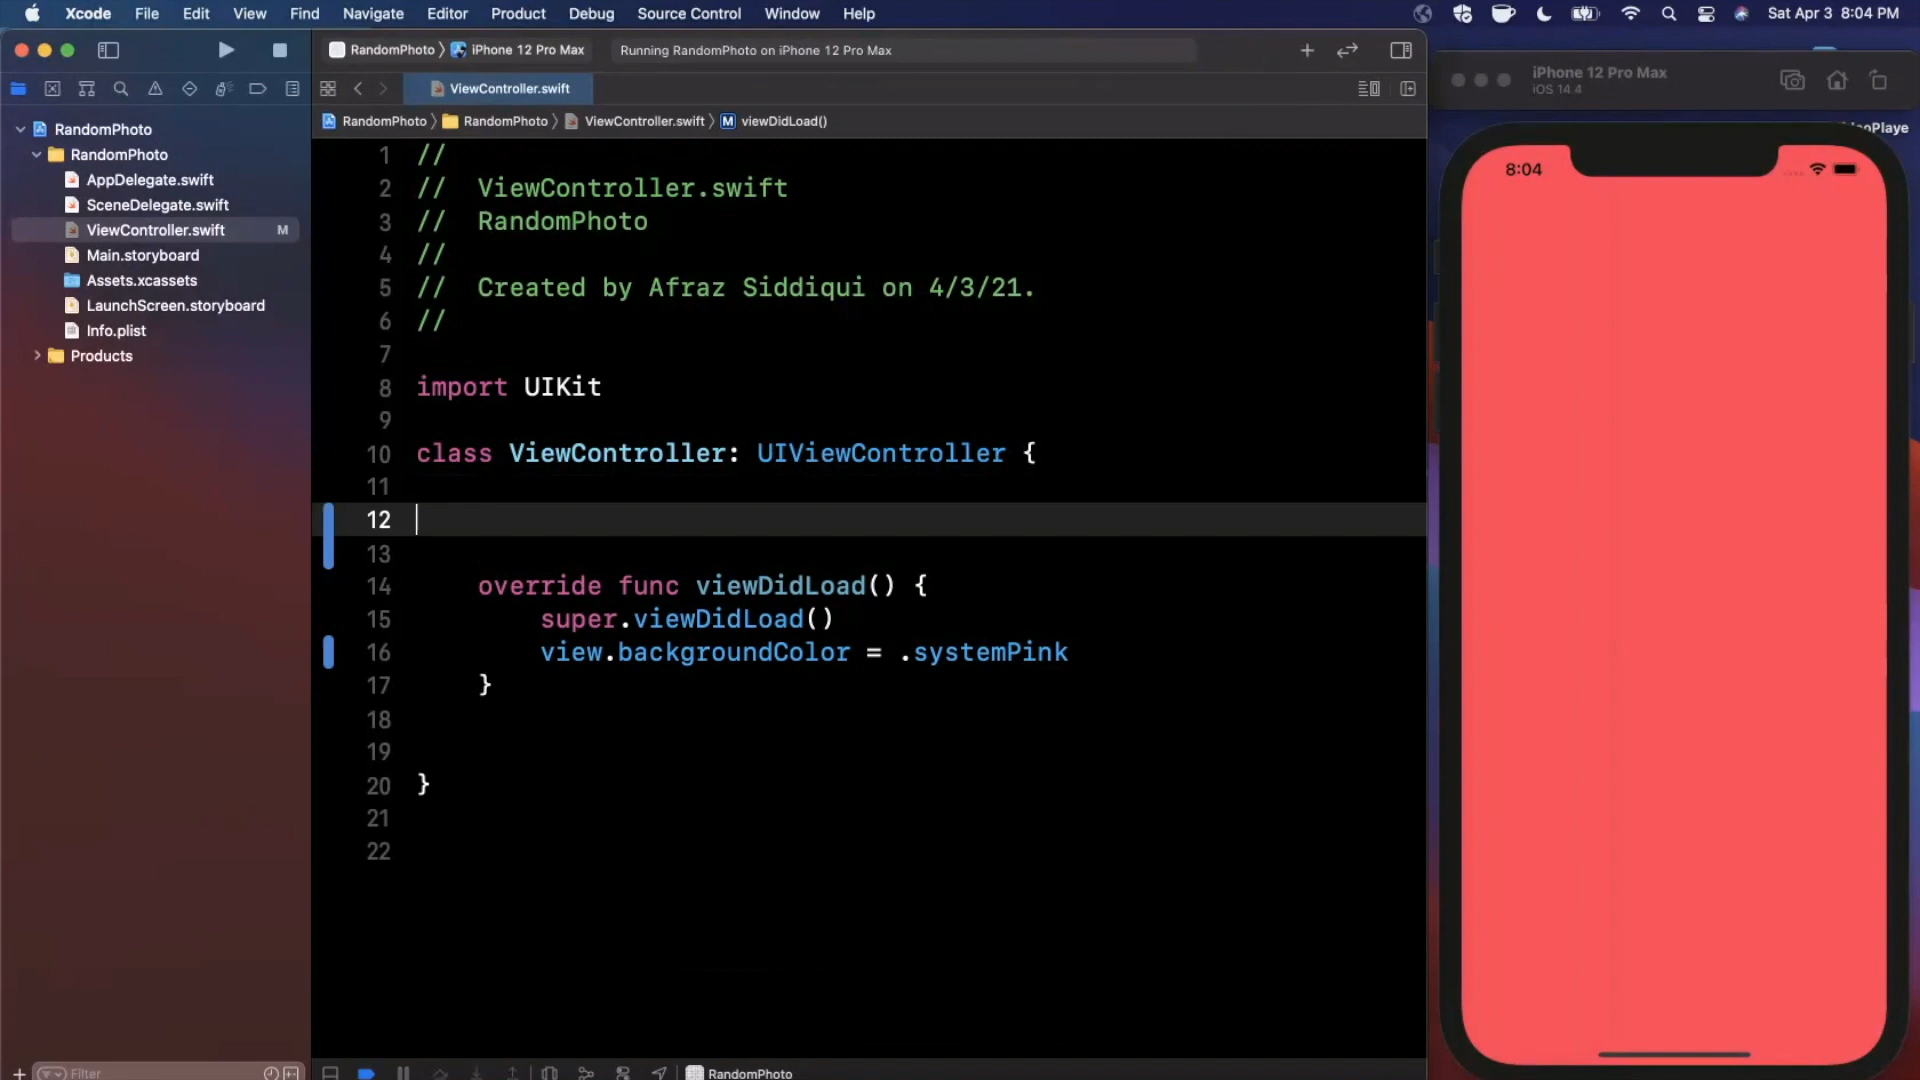 Xcode File Edit View Find Navigate Editor Product Debug Source Control Window Help Sat Apr 3 8:04 PM
RandomPhoto iPhone 12 Pro Max Running RandomPhoto on iPhone 12 Pro Max
ViewController.swift
RandomPhoto RandomPhoto ViewController.swift M viewDidLoad()
RandomPhoto
RandomPhoto
AppDelegate.swift
SceneDelegate.swift
ViewController.swift M
Main.storyboard
Assets.xcassets
LaunchScreen.storyboard
Info.plist
Products
Filter
1 //
2 //  ViewController.swift
3 //  RandomPhoto
4 //
5 //  Created by Afraz Siddiqui on 4/3/21.
6 //
7
8 import UIKit
9
10 class ViewController: UIViewController {
11
12
13
14     override func viewDidLoad() {
15         super.viewDidLoad()
16         view.backgroundColor = .systemPink
17     }
18
19
20 }
21
22
RandomPhoto
iPhone 12 Pro Max
iOS 14.4
8:04